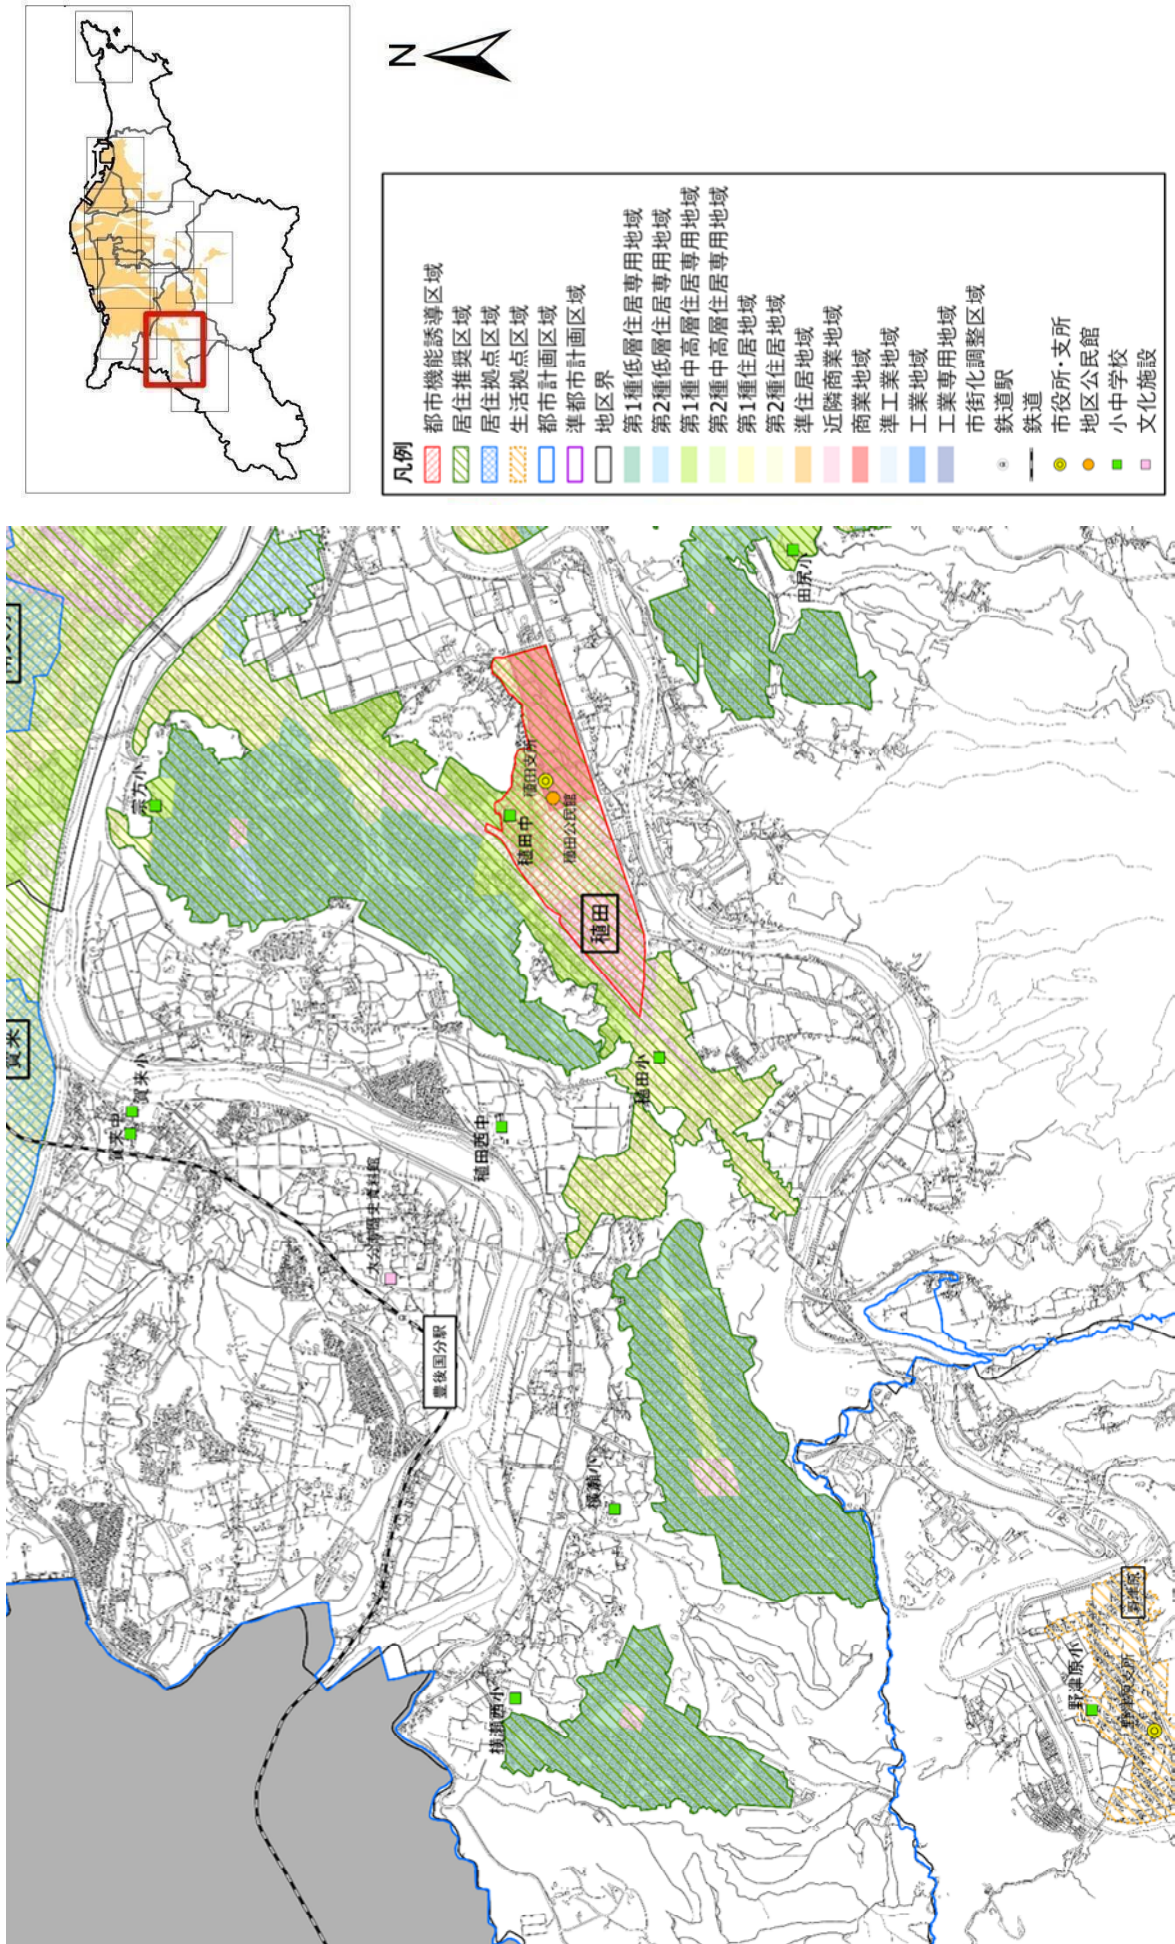 N
凡例
都市機能誘導区域
居住推奨区域
居住拠点区域
生活拠点区域
都市計画区域
準都市計画区域
地区界
第1種低層住居専用地域
第2種低層住居専用地域
第1種中高層住居専用地域
第2種中高層住居専用地域
第1種住居地域
第2種住居地域
準住居地域
近隣商業地域
商業地域
準工業地域
工業地域
工業専用地域
市街化調整区域
鉄道駅
鉄道
市役所・支所
地区公民館
小中学校
文化施設
賀来
賀来中
賀来小
宗方小
大分市歴史資料館
豊後国分駅
稙田西中
稙田中
稙田支所
稙田公民館
稙田
稙田小
田尻小
横瀬小
横瀬西小
野津原小
野津原支所
野津原